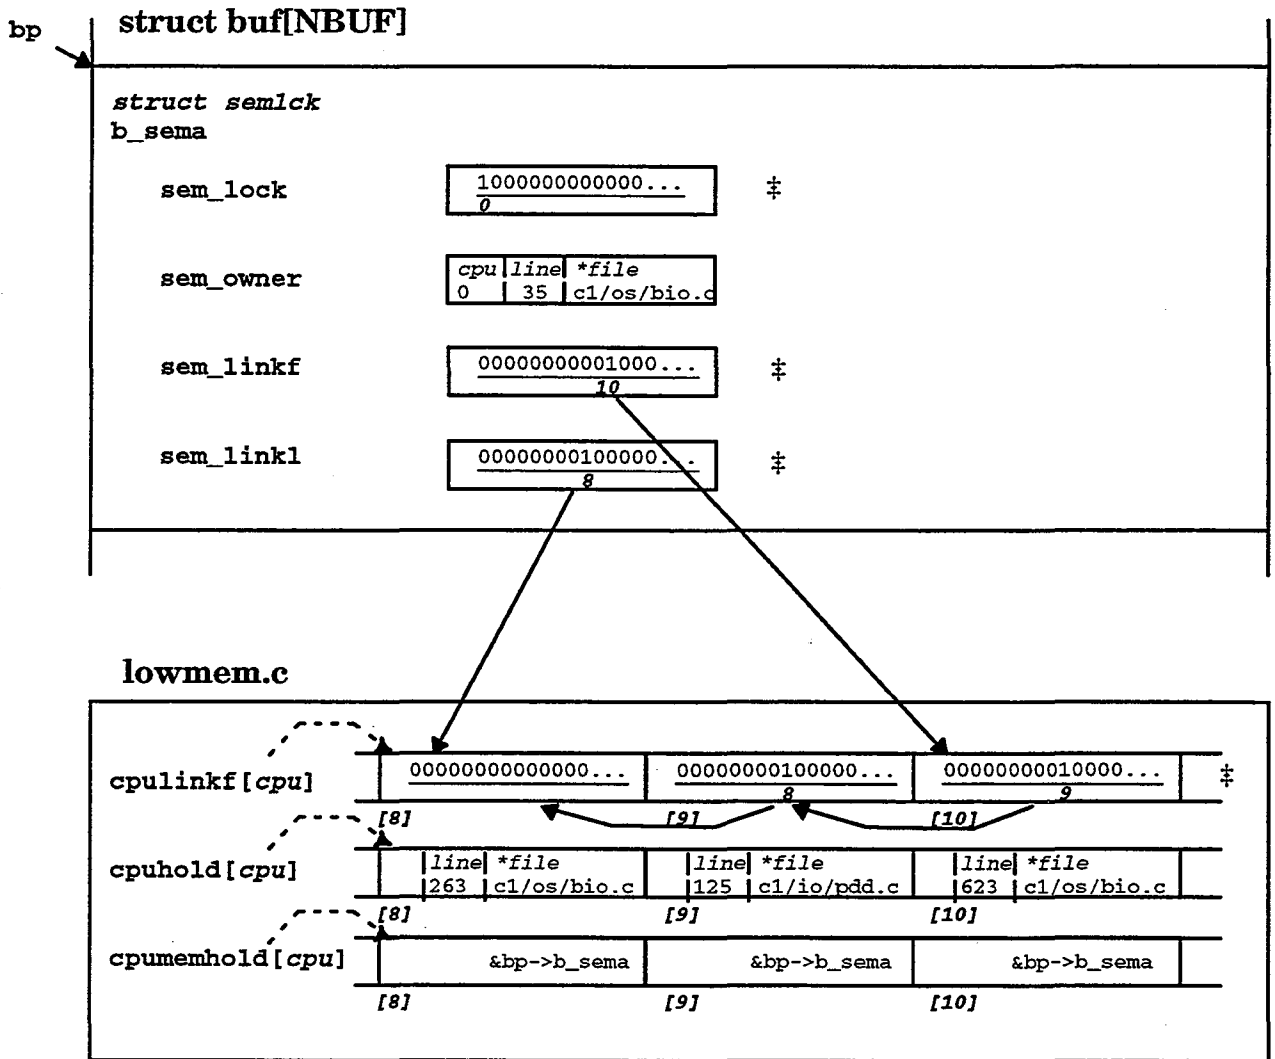 bp
struct buf[NBUF]
struct semlck
b_sema
sem_lock 1000000000000... ‡
0
sem_owner cpu line *file
0 35 c1/os/bio.c
sem_linkf 00000000001000... ‡
10
sem_linkl 00000000100000... ‡
8
lowmem.c
cpulinkf[cpu] 00000000000000... 00000000100000... 00000000010000... ‡
8 9
[8] [9] [10]
cpuhold[cpu] line *file line *file line *file
263 c1/os/bio.c 125 c1/io/pdd.c 623 c1/os/bio.c
[8] [9] [10]
cpumemhold[cpu] &bp->b_sema &bp->b_sema &bp->b_sema
[8] [9] [10]